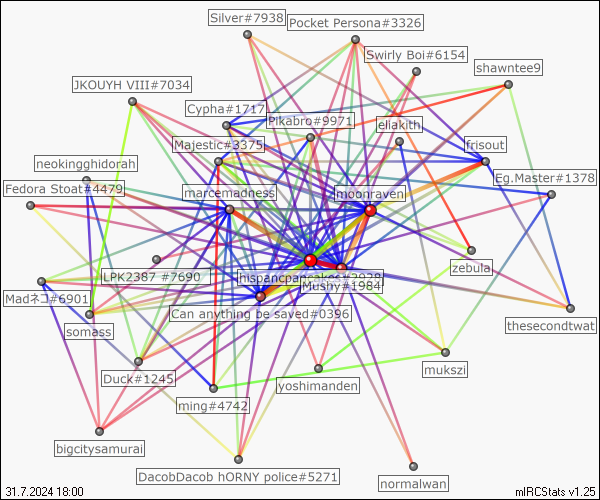 Silver#7938
Pocket Persona#3326
Swirly Boi#6154
shawntee9
JKOUYH VIII#7034
Cypha#1717
Pikabro#9971
eliakith
Majestic#3375
frisout
neokingghidorah
Eg.Master#1378
Fedora Stoat#4479
marcemadness
moonraven
JLPK2387 #7690
zebula
Mushy#1984
Madネコ#6901
Can anything be saved#0396
somass
thesecondtwat
Duck#1245
mukszi
yoshimanden
ming#4742
bigcitysamurai
DacobDacob hORNY police#5271
normalwan
31.7.2024 18:00
mIRCStats v1.25